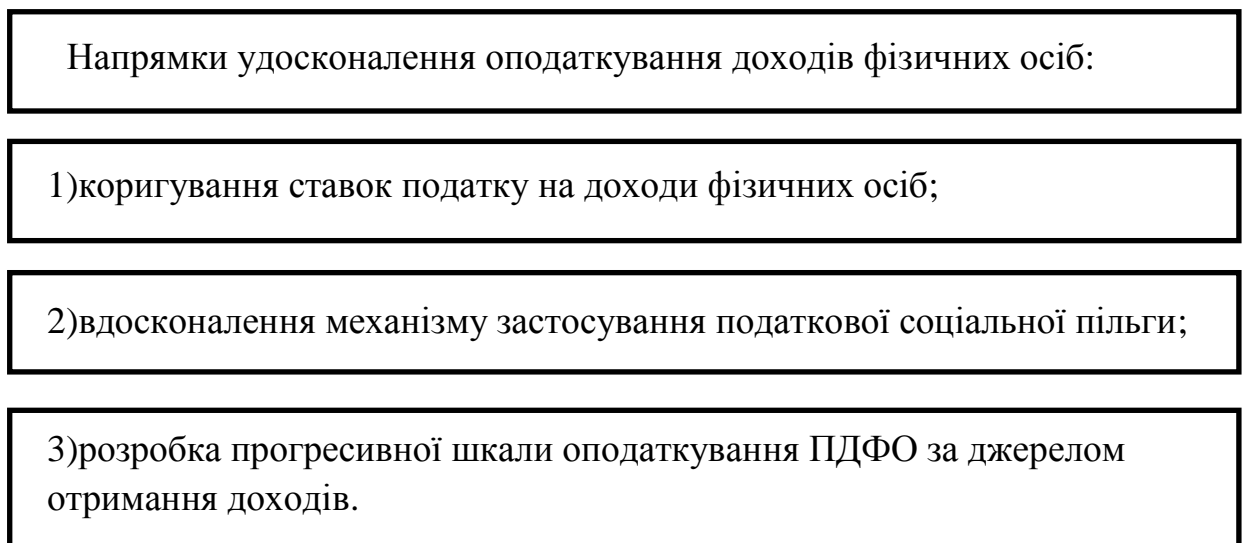 Напрямки удосконалення оподаткування доходів фізичних осіб:
1)коригування ставок податку на доходи фізичних осіб;
2)вдосконалення механізму застосування податкової соціальної пільги;
3)розробка прогресивної шкали оподаткування ПДФО за джерелом
отримання доходів.